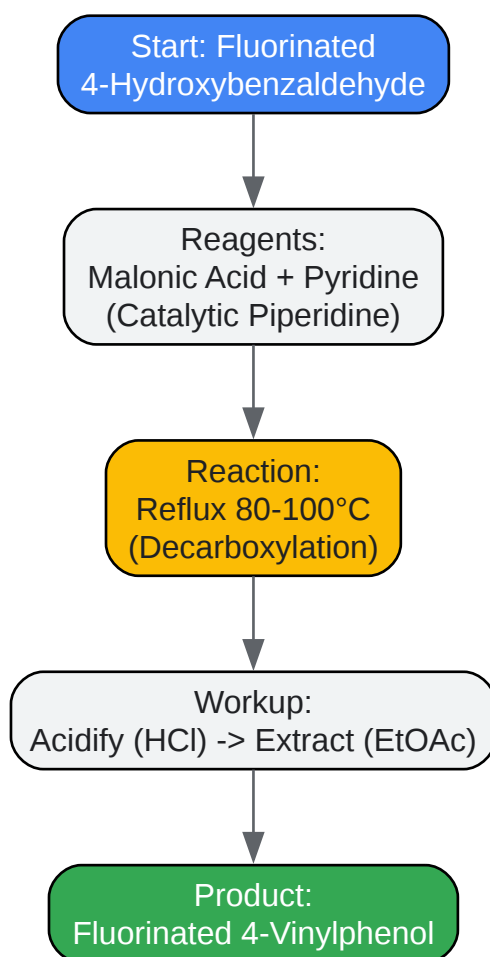 Start: Fluorinated
4-Hydroxybenzaldehyde
Reagents:
Malonic Acid + Pyridine
(Catalytic Piperidine)
Reaction:
Reflux 80-100°C
(Decarboxylation)
Workup:
Acidify (HCl) -> Extract (EtOAc)
Product:
Fluorinated 4-Vinylphenol